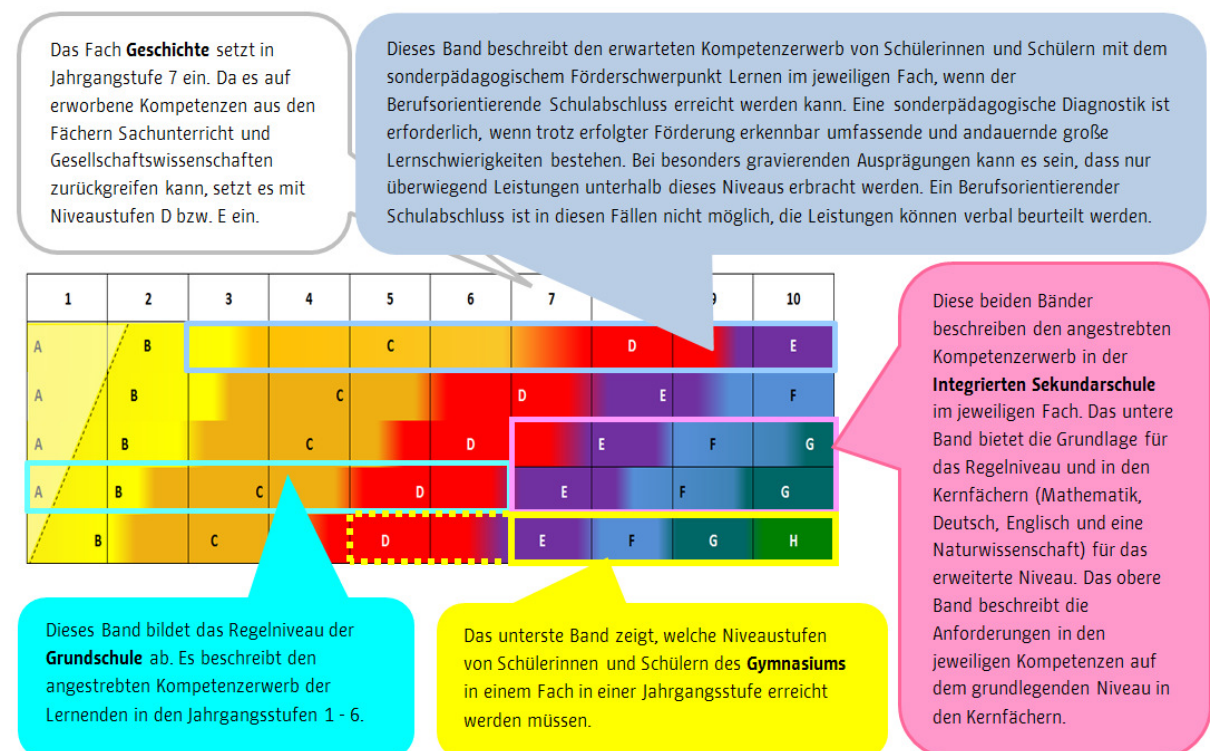 Das Fach Geschichte setzt in
Jahrgangstufe 7 ein. Da es auf
erworbene Kompetenzen aus den
Fächern Sachunterricht und
Gesellschaftswissenschaften
zurückgreifen kann, setzt es mit
Niveaustufen D bzw. E ein.
Dieses Band beschreibt den erwarteten Kompetenzerwerb von Schülerinnen und Schülern mit dem
sonderpädagogischem Förderschwerpunkt Lernen im jeweiligen Fach, wenn der
Berufsorientierende Schulabschluss erreicht werden kann. Eine sonderpädagogische Diagnostik ist
erforderlich, wenn trotz erfolgter Förderung erkennbar umfassende und andauernde große
Lernschwierigkeiten bestehen. Bei besonders gravierenden Ausprägungen kann es sein, dass nur
überwiegend Leistungen unterhalb dieses Niveaus erbracht werden. Ein Berufsorientierender
Schulabschluss ist in diesen Fällen nicht möglich, die Leistungen können verbal beurteilt werden.
1 2 3 4 5 6 7 10
A B C D E
A B C D E F
A B C D E F G
A B C D E F G
B C D E F G H
Diese beiden Bänder
beschreiben den angestrebten
Kompetenzerwerb in der
Integrierten Sekundarschule
im jeweiligen Fach. Das untere
Band bietet die Grundlage für
das Regelniveau und in den
Kernfächern (Mathematik,
Deutsch, Englisch und eine
Naturwissenschaft) für das
erweiterte Niveau. Das obere
Band beschreibt die
Anforderungen in den
jeweiligen Kompetenzen auf
dem grundlegenden Niveau in
den Kernfächern.
Dieses Band bildet das Regelniveau der
Grundschule ab. Es beschreibt den
angestrebten Kompetenzerwerb der
Lernenden in den Jahrgangsstufen 1 - 6.
Das unterste Band zeigt, welche Niveaustufen
von Schülerinnen und Schülern des Gymnasiums
in einem Fach in einer Jahrgangsstufe erreicht
werden müssen.